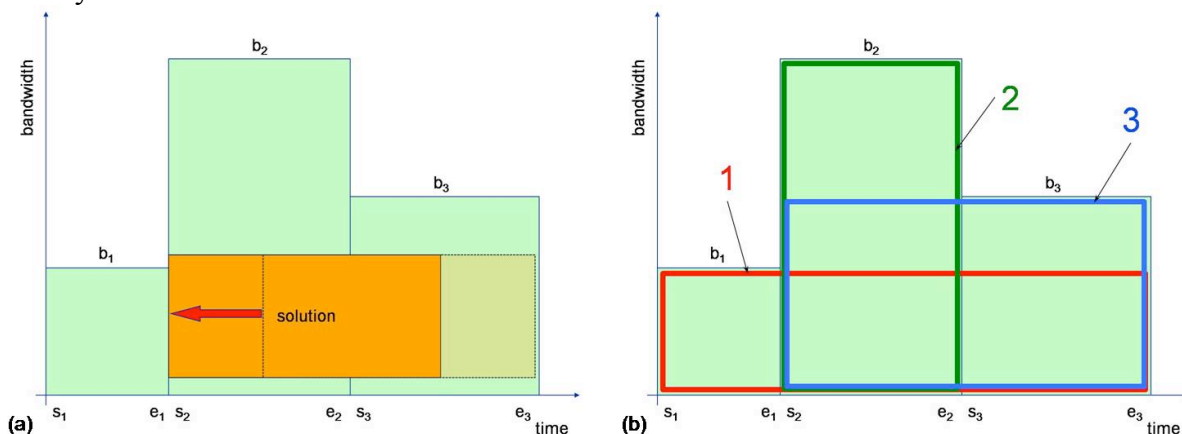 bandwidth
b₂
b₃
b₁
solution
s₁ e₁ s₂ e₂ s₃ e₃
time
(a)
bandwidth
b₂
2
3
1
b₃
b₁
s₁ e₁ s₂ e₂ s₃ e₃
time
(b)